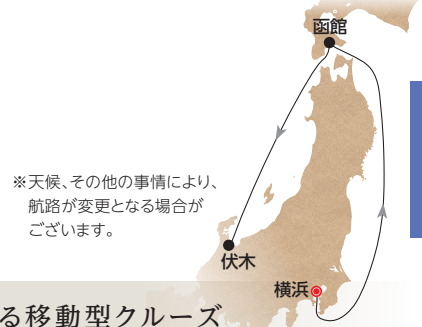 函館
※天候、その他の事情により、
航路が変更となる場合が
ございます。
伏木
横浜
る移動型クルーズ